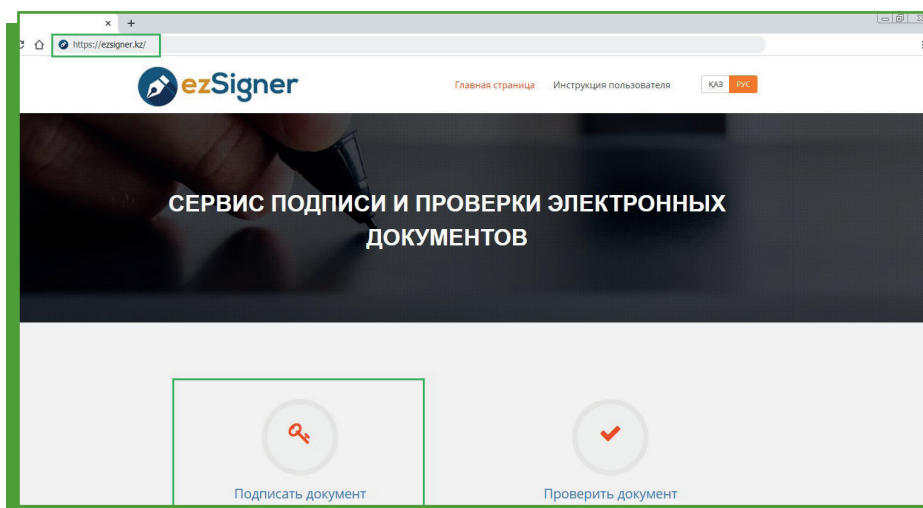 https://ezsigner.kz/
ezSigner
Главная страница Инструкция пользователя ҚАЗ РУС
СЕРВИС ПОДПИСИ И ПРОВЕРКИ ЭЛЕКТРОННЫХ
ДОКУМЕНТОВ
Подписать документ Проверить документ